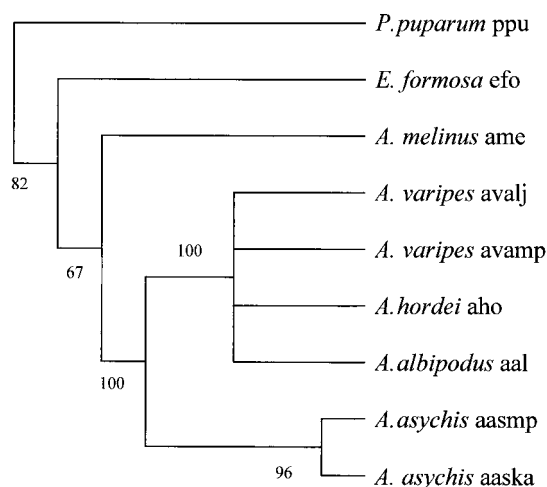 P.puparum ppu
E. formosa efo
A. melinus ame
82
A. varipes avalj
100
A. varipes avamp
67
A.hordei aho
A.albipodus aal
100
A.asychis aasmp
96
A. asychis aaska